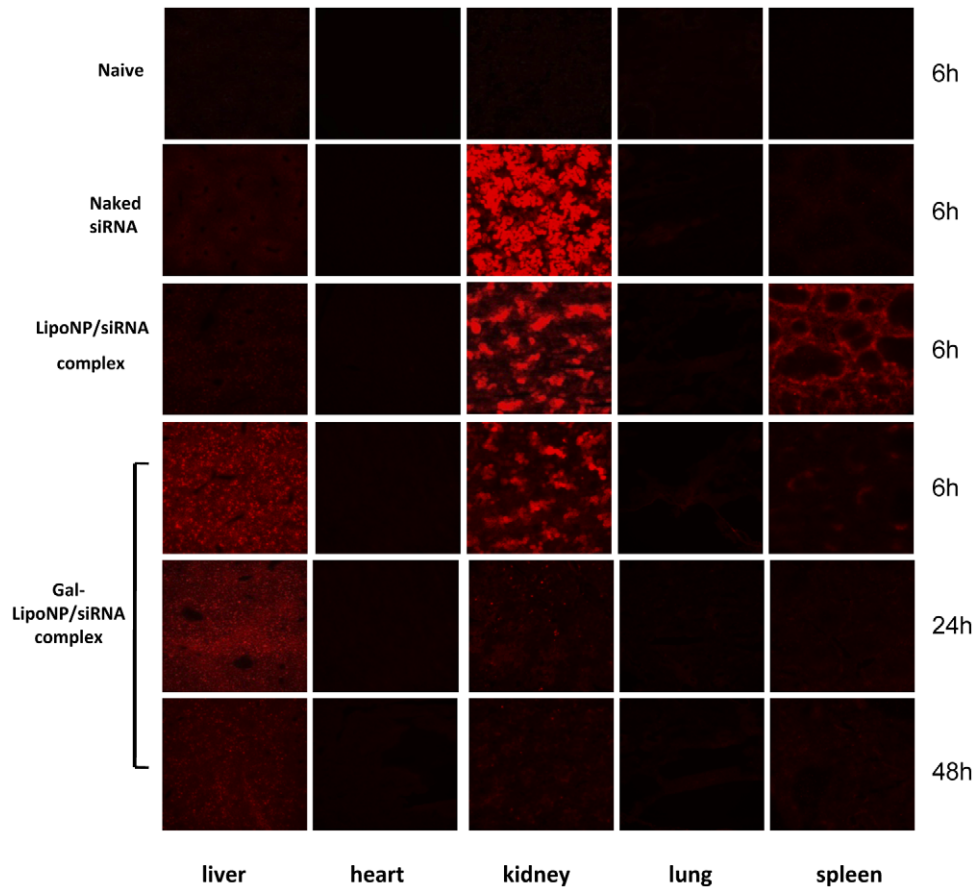 Naive
6h
Naked
siRNA
6h
LipoNP/siRNA
complex
6h
6h
Gal-
LipoNP/siRNA
complex
24h
48h
liver heart kidney lung spleen